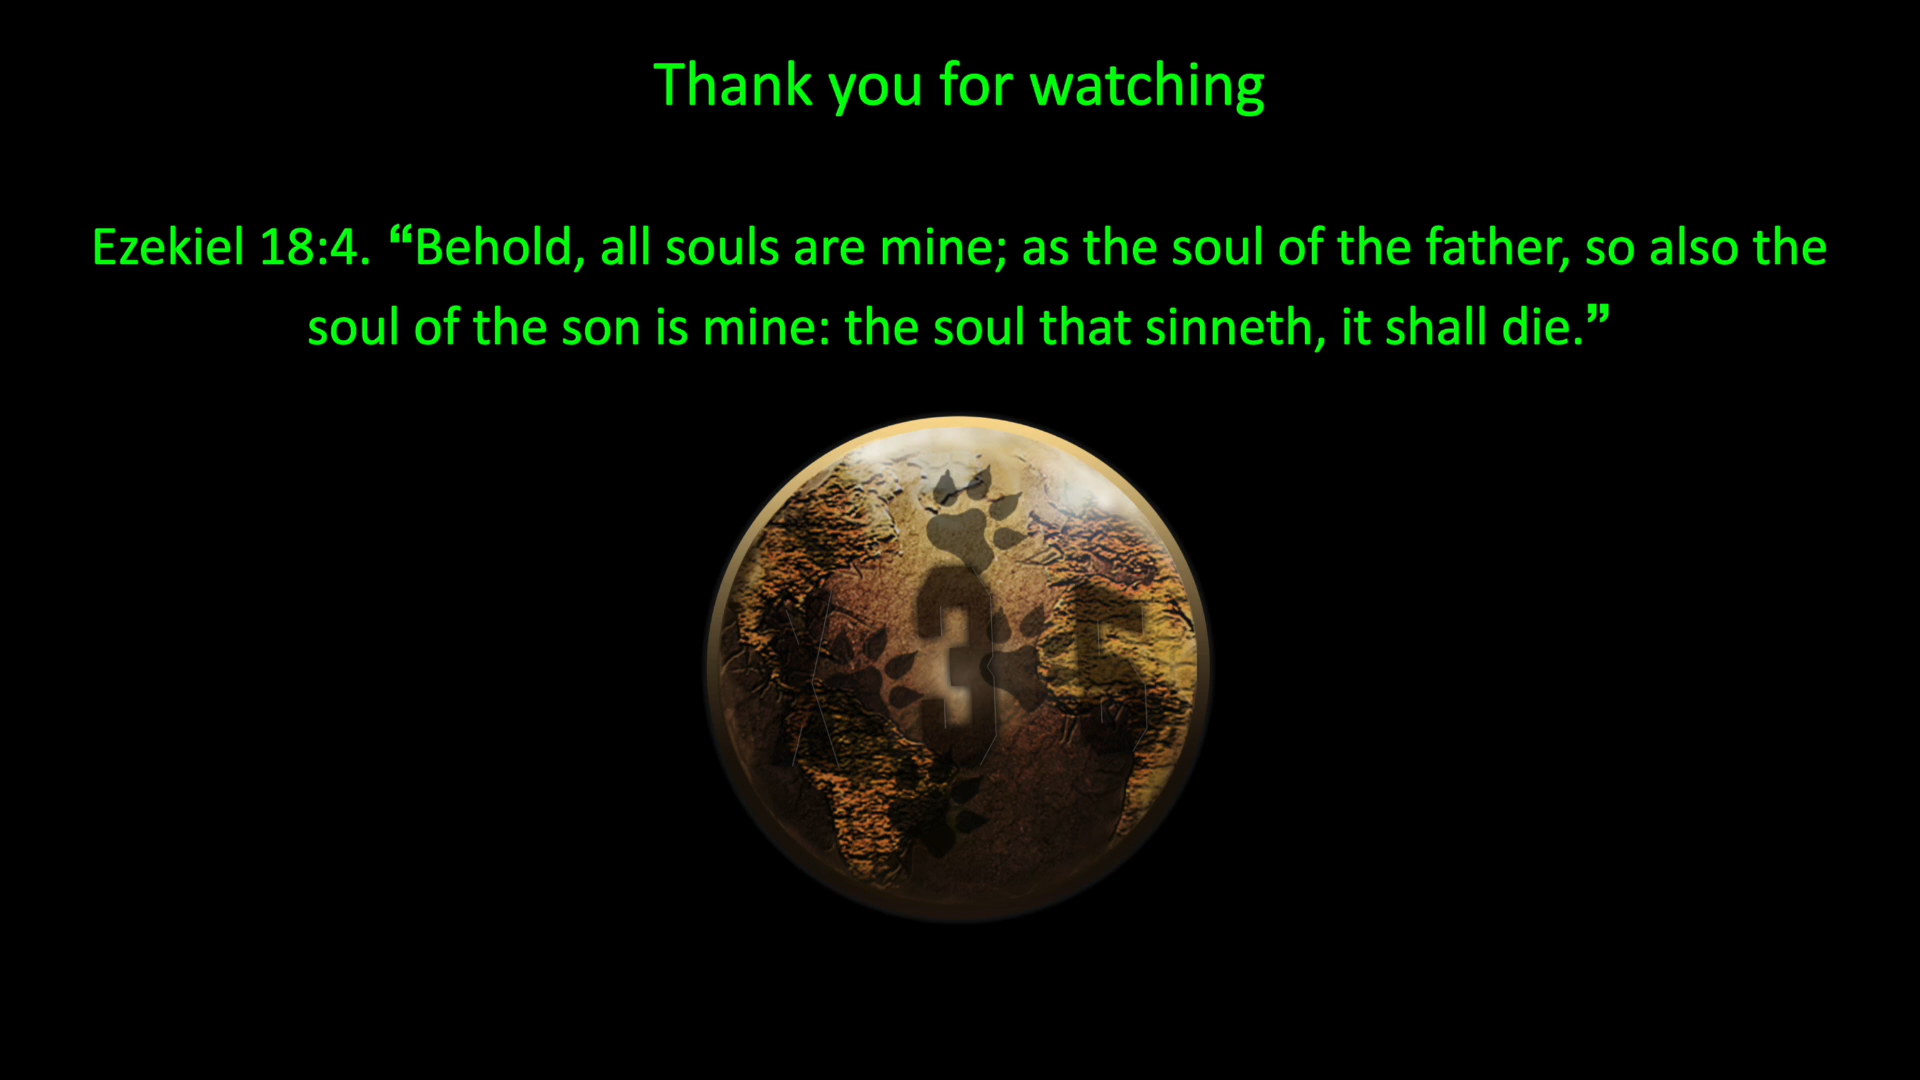 Thank you for watching
Ezekiel 18:4. “Behold, all souls are mine; as the soul of the father, so also the
soul of the son is mine: the soul that sinneth, it shall die.”
X36